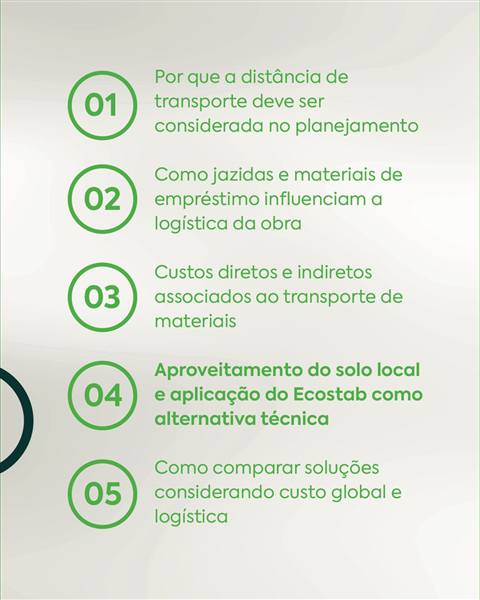 01
Por que a distância de
transporte deve ser
considerada no planejamento
02
Como jazidas e materiais de
empréstimo influenciam a
logística da obra
03
Custos diretos e indiretos
associados ao transporte de
materiais
04
Aproveitamento do solo local
e aplicação do Ecostab como
alternativa técnica
05
Como comparar soluções
considerando custo global e
logística